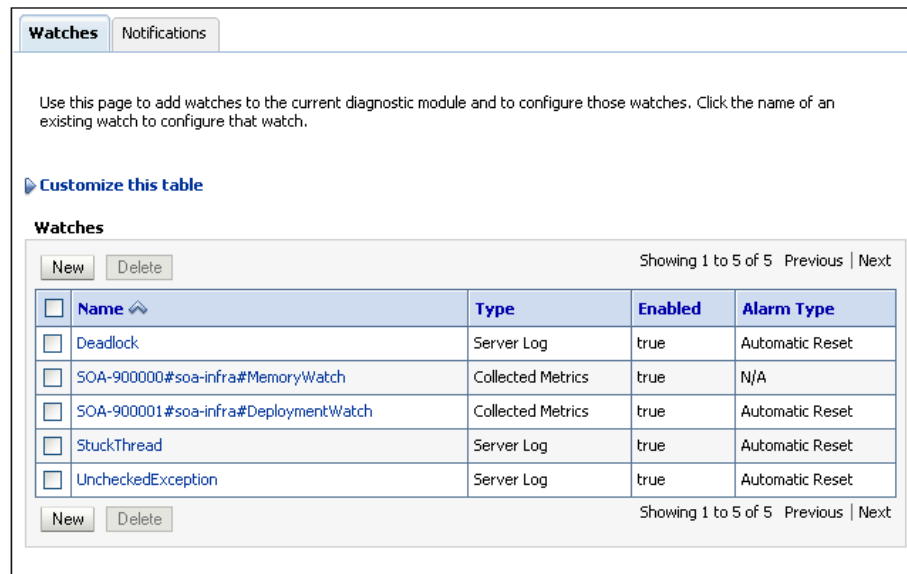 Watches Notifications
Use this page to add watches to the current diagnostic module and to configure those watches. Click the name of an
existing watch to configure that watch.
Customize this table
Watches
New Delete Showing 1 to 5 of 5 Previous | Next
Name Type Enabled Alarm Type
Deadlock Server Log true Automatic Reset
SOA-900000#soa-infra#MemoryWatch Collected Metrics true N/A
SOA-900001#soa-infra#DeploymentWatch Collected Metrics true Automatic Reset
StuckThread Server Log true Automatic Reset
UncheckedException Server Log true Automatic Reset
New Delete Showing 1 to 5 of 5 Previous | Next